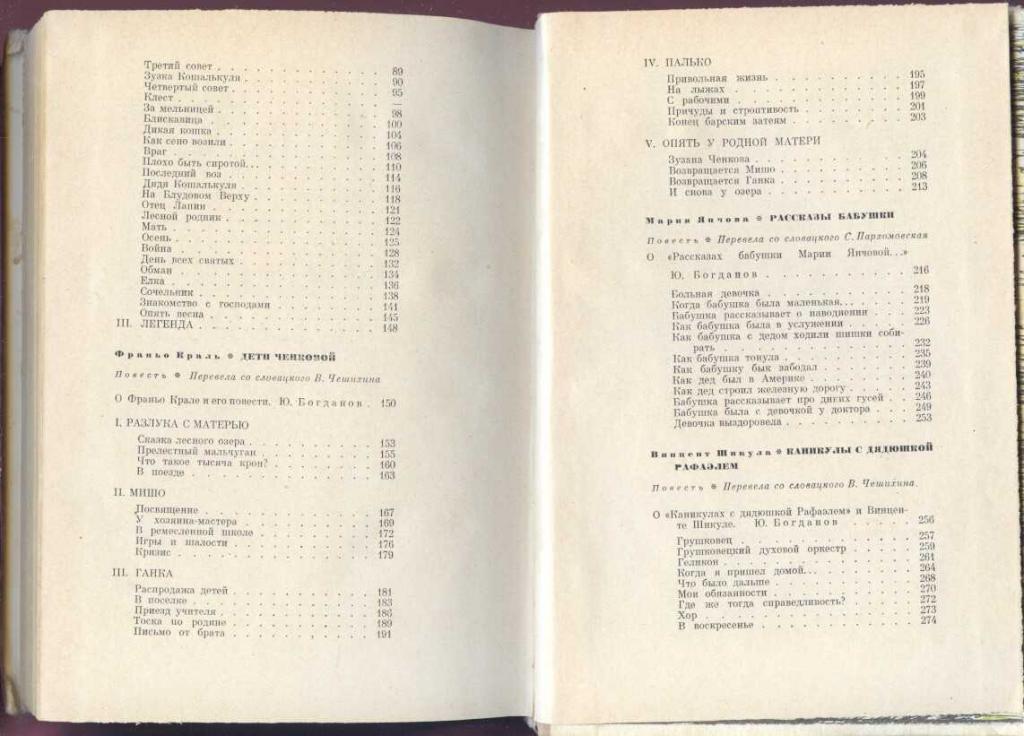 Третий совет . . . . . . . . . . . 89
Зузка Кошалькуля . . . . . . . . . 90
Четвертый совет . . . . . . . . . . 95
Клест . . . . . . . . . . . . . . —
За мельницей . . . . . . . . . . . 98
Блискавица . . . . . . . . . . . . 100
Дикая кошка . . . . . . . . . . . 104
Как сено возили . . . . . . . . . . 106
Враг . . . . . . . . . . . . . . 108
Плохо быть сиротой... . . . . . . . . 110
Последний воз . . . . . . . . . . . 114
Дядя Кошалькуля . . . . . . . . . . 116
На Блудовом Верху . . . . . . . . . 118
Отец Лапин . . . . . . . . . . . . 121
Лесной родник . . . . . . . . . . . 122
Мать . . . . . . . . . . . . . . 124
Осень . . . . . . . . . . . . . . 125
Война . . . . . . . . . . . . . . 128
День всех святых . . . . . . . . . . 132
Обман . . . . . . . . . . . . . . 134
Елка . . . . . . . . . . . . . . 136
Сочельник . . . . . . . . . . . . 138
Знакомство с господами . . . . . . . . 141
Опять весна . . . . . . . . . . . . 145
III. ЛЕГЕНДА . . . . . . . . . . . . 148
Франьо Краль * ДЕТИ ЧЕНКОВОЙ
Повесть * Перевела со словацкого В. Чешихина
О Франьо Крале и его повести. Ю. Богданов . 150
I. РАЗЛУКА С МАТЕРЬЮ
Сказка лесного озера . . . . . . . . . 153
Прелестный мальчуган . . . . . . . . . 155
Что такое тысяча крон? . . . . . . . . 160
В поезде . . . . . . . . . . . . . 163
II. МИШО
Посвящение . . . . . . . . . . . . 167
У хозяина-мастера . . . . . . . . . . 169
В ремесленной школе . . . . . . . . . 172
Игры и шалости . . . . . . . . . . . 176
Кризис . . . . . . . . . . . . . . 179
III. ГАНКА
Распродажа детей . . . . . . . . . . 181
В поселке . . . . . . . . . . . . . 183
Приезд учителя . . . . . . . . . . . 186
Тоска по родине . . . . . . . . . . . 189
Письмо от брата . . . . . . . . . . . 191
IV. ПАЛЬКО
Привольная жизнь . . . . . . . . . . 195
На лыжах . . . . . . . . . . . . . 197
С рабочими . . . . . . . . . . . . 199
Причуды и строптивость . . . . . . . . 201
Конец барским затеям . . . . . . . . . 203
V. ОПЯТЬ У РОДНОЙ МАТЕРИ
Зузана Ченкова . . . . . . . . . . . 204
Возвращается Мишо . . . . . . . . . . 206
Возвращается Ганка . . . . . . . . . . 208
И снова у озера . . . . . . . . . . . 213
Мария Янчова * РАССКАЗЫ БАБУШКИ
Повесть * Перевела со словацкого С. Пархомовская
О «Рассказах бабушки Марии Янчовой...»
Ю. Богданов . . . . . . . . . . . 216
Больная девочка . . . . . . . . . . . 218
Когда бабушка была маленькая... . . . . . 219
Бабушка рассказывает о наводнении . . . . 223
Как бабушка была в услужении . . . . . . 226
Как бабушка с дедом ходили шишки соби-
рать . . . . . . . . . . . . . . 232
Как бабушка тонула . . . . . . . . . . 235
Как бабушку бык забодал . . . . . . . . 239
Как дед был в Америке . . . . . . . . 240
Как дед строил железную дорогу . . . . . 243
Бабушка рассказывает про диких гусей . . . 246
Бабушка была с девочкой у доктора . . . 249
Девочка выздоровела . . . . . . . . . 253
Винцент Шикула * КАНИКУЛЫ С ДЯДЮШКОЙ
РАФАЭЛЕМ
Повесть * Перевела со словацкого В. Чешихина.
О «Каникулах с дядюшкой Рафаэлем» и Винцен-
те Шикуле. Ю. Богданов . . . . . 256
Грушковец . . . . . . . . . . . . 257
Грушковецкий духовой оркестр . . . . . 259
Геликон . . . . . . . . . . . . . 261
Когда я пришел домой... . . . . . . . 264
Что было дальше . . . . . . . . . . 268
Мои обязанности . . . . . . . . . . 270
Где же тогда справедливость? . . . . . . 272
Хор . . . . . . . . . . . . . . 273
В воскресенье . . . . . . . . . . . 274